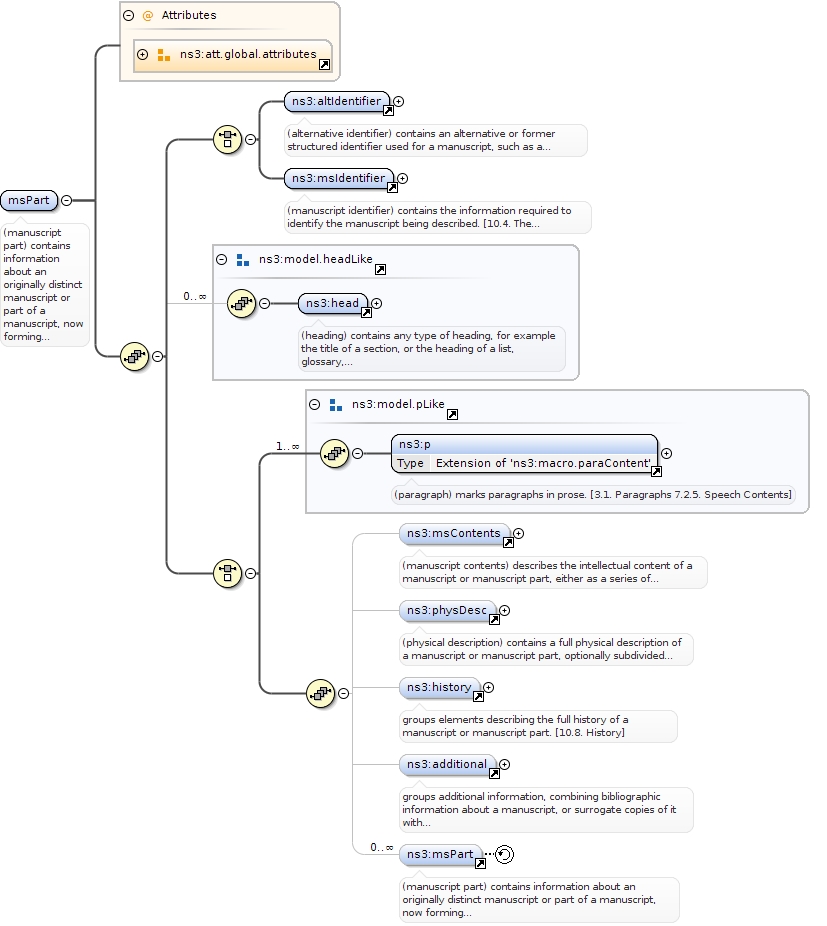 Attributes
ns3:att.global.attributes
ns3:altIdentifier
(alternative identifier) contains an alternative or former
structured identifier used for a manuscript, such as a...
ns3:msIdentifier
(manuscript identifier) contains the information required to
identify the manuscript being described. [10.4. The...
msPart
(manuscript
part) contains
information
about an
originally distinct
manuscript or
part of a
manuscript, now
forming...
ns3:model.headLike
0..∞
ns3:head
(heading) contains any type of heading, for example
the title of a section, or the heading of a list,
glossary,...
ns3:model.pLike
1..∞
ns3:p
Type Extension of 'ns3:macro.paraContent'
(paragraph) marks paragraphs in prose. [3.1. Paragraphs 7.2.5. Speech Contents]
ns3:msContents
(manuscript contents) describes the intellectual content of a
manuscript or manuscript part, either as a series of...
ns3:physDesc
(physical description) contains a full physical description of
a manuscript or manuscript part, optionally subdivided...
ns3:history
groups elements describing the full history of a
manuscript or manuscript part. [10.8. History]
ns3:additional
groups additional information, combining bibliographic
information about a manuscript, or surrogate copies of it
with...
0..∞
ns3:msPart
(manuscript part) contains information about an
originally distinct manuscript or part of a manuscript,
now forming...